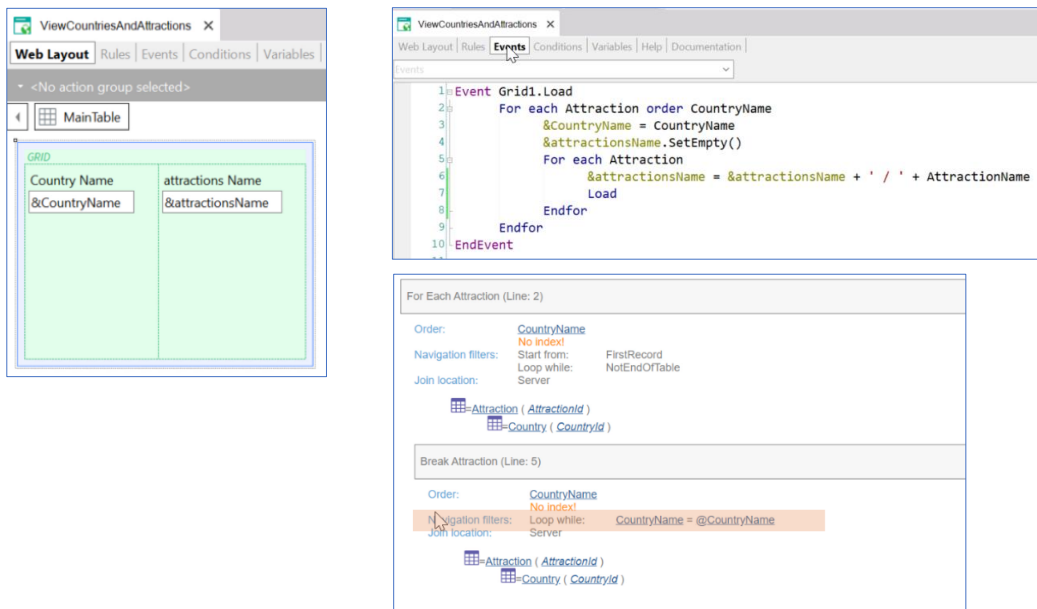 ViewCountriesAndAttractions X
Web Layout Rules Events Conditions Variables
<No action group selected>
MainTable
GRID
Country Name attractions Name
&CountryName &attractionsName
ViewCountriesAndAttractions X
Web Layout Rules Events Conditions Variables Help Documentation
Events
1 Event Grid1.Load
2 For each Attraction order CountryName
3 &CountryName = CountryName
4 &attractionsName.SetEmpty()
5 For each Attraction
6 &attractionsName = &attractionsName + ' / ' + AttractionName
7 Load
8 Endfor
9 Endfor
10 EndEvent
For Each Attraction (Line: 2)
Order: CountryName
No index!
Navigation filters: Start from: FirstRecord
Loop while: NotEndOfTable
Join location: Server
=Attraction ( AttractionId )
=Country ( CountryId )
Break Attraction (Line: 5)
Order: CountryName
No index!
Navigation filters: Loop while: CountryName = @CountryName
Join location: Server
=Attraction ( AttractionId )
=Country ( CountryId )